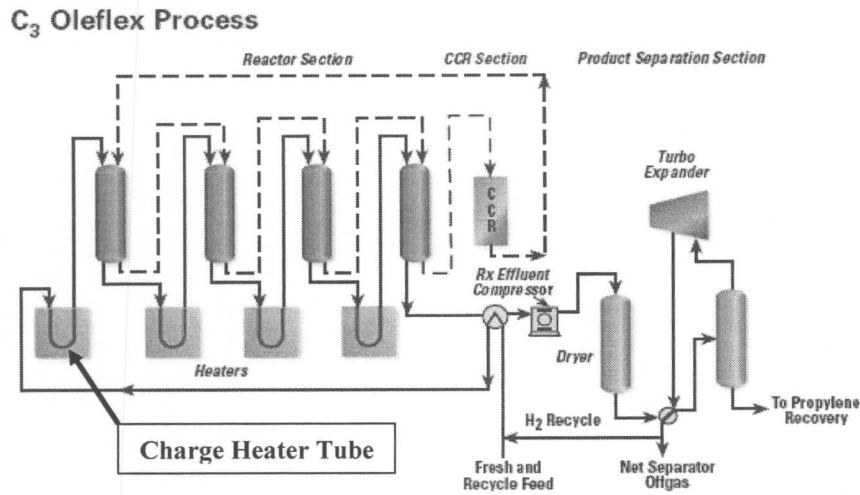 C3 Oleflex Process
Reactor Section
CCR Section
Product Separation Section
Turbo
Expander
C
C
R
Rx Effluent
Compressor
Dryer
Heaters
H2 Recycle
To Propylene
Recovery
Charge Heater Tube
Fresh and
Recycle Feed
Net Separator
Offgas